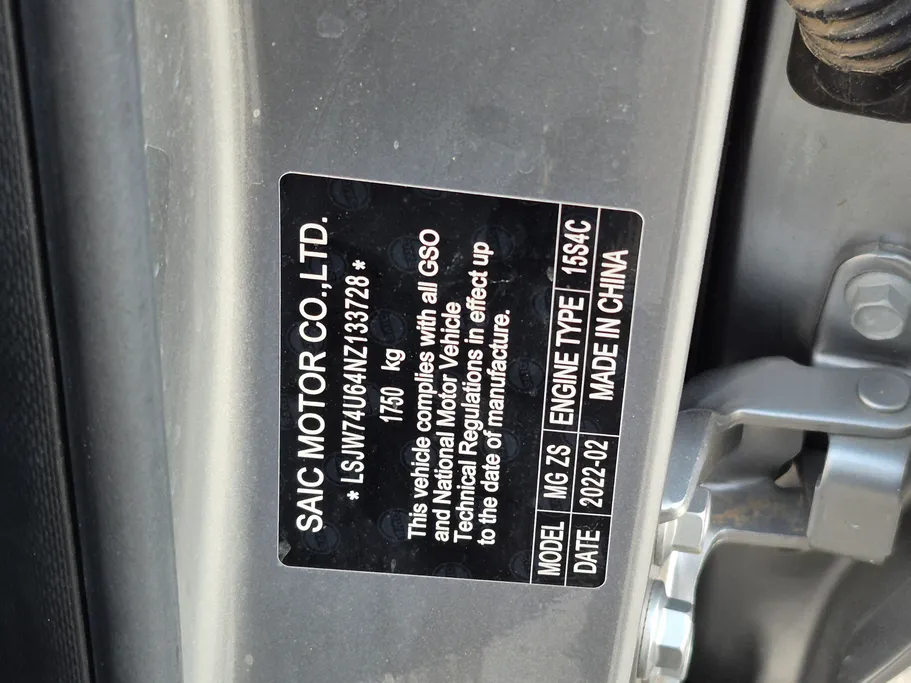 SAIC MOTOR CO.,LTD.
* LSJW74U64NZ133728 *
1750 kg
This vehicle complies with all GSO
and National Motor Vehicle
Technical Regulations in effect up
to the date of manufacture.
MODEL MG ZS ENGINE TYPE 15S4C
DATE 2022-02 MADE IN CHINA